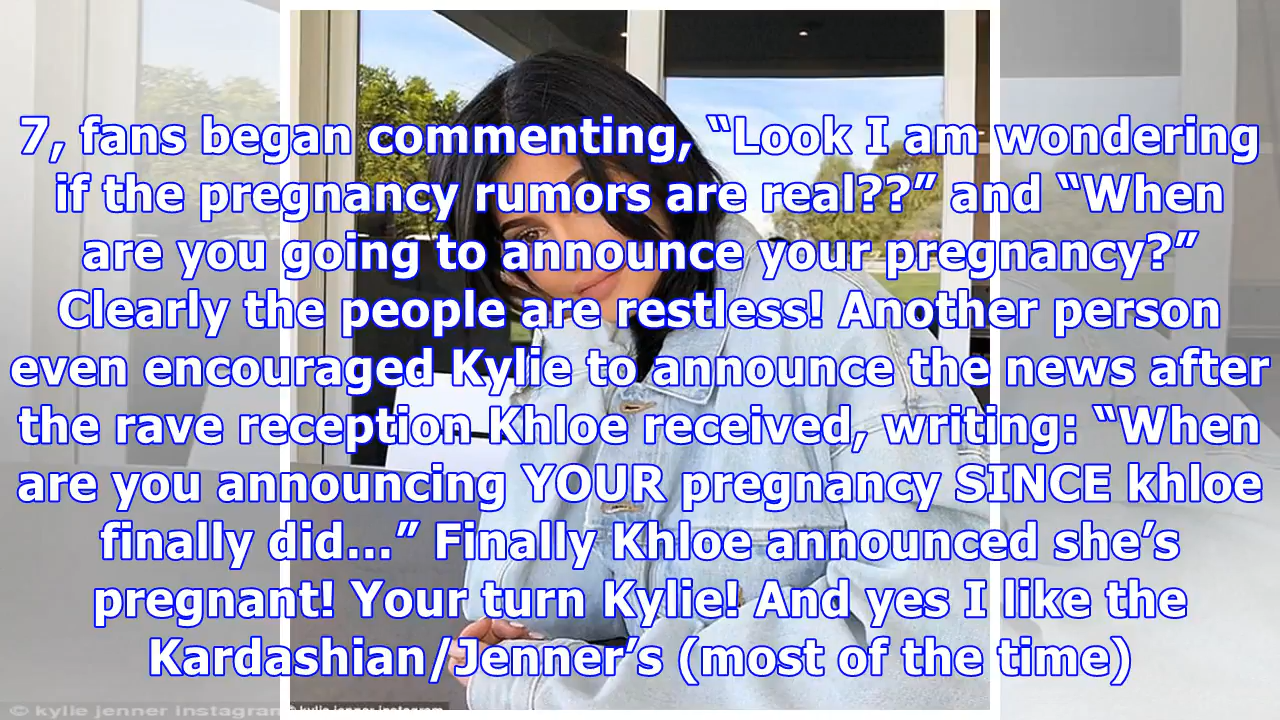 7, fans began commenting, “Look I am wondering
if the pregnancy rumors are real??” and “When
are you going to announce your pregnancy?”
Clearly the people are restless! Another person
even encouraged Kylie to announce the news after
the rave reception Khloe received, writing: “When
are you announcing YOUR pregnancy SINCE khloe
finally did…” Finally Khloe announced she’s
pregnant! Your turn Kylie! And yes I like the
Kardashian/Jenner’s (most of the time)
© kylie jenner instagram
© kylie jenner instagram